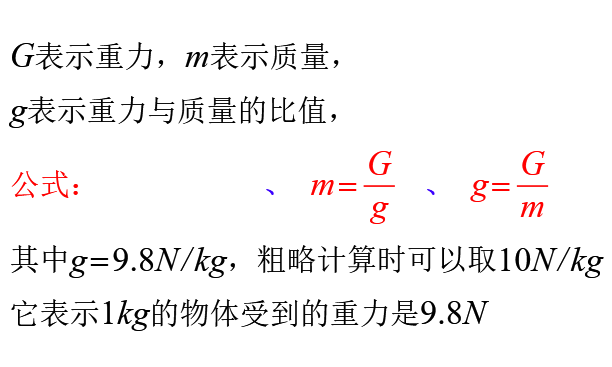 G表示重力，m表示质量，
g表示重力与质量的比值，
公式： 、 m=G/g 、 g=G/m
其中g=9.8N/kg，粗略计算时可以取10N/kg
它表示1kg的物体受到的重力是9.8N